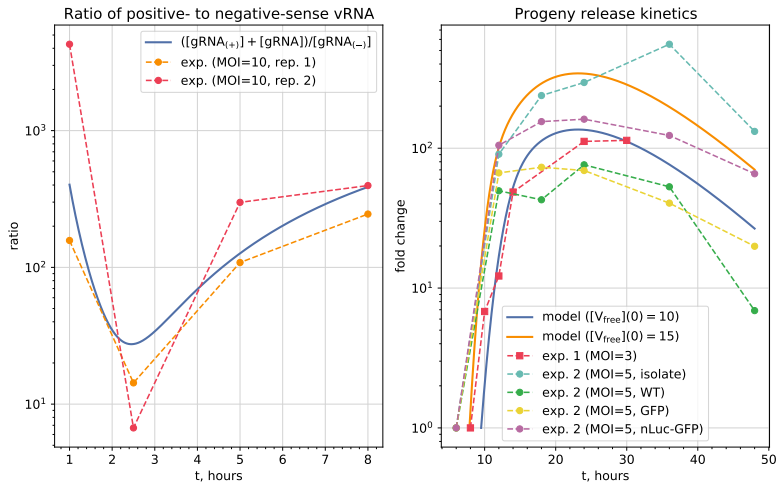 Ratio of positive- to negative-sense vRNA
([gRNA(+)] + [gRNA])/[gRNA(−)]
exp. (MOI=10, rep. 1)
exp. (MOI=10, rep. 2)
10³
10²
10¹
ratio
1 2 3 4 5 6 7 8
t, hours
Progeny release kinetics
10²
10¹
10⁰
fold change
model ([Vfree](0) = 10)
model ([Vfree](0) = 15)
exp. 1 (MOI=3)
exp. 2 (MOI=5, isolate)
exp. 2 (MOI=5, WT)
exp. 2 (MOI=5, GFP)
exp. 2 (MOI=5, nLuc-GFP)
10 20 30 40 50
t, hours